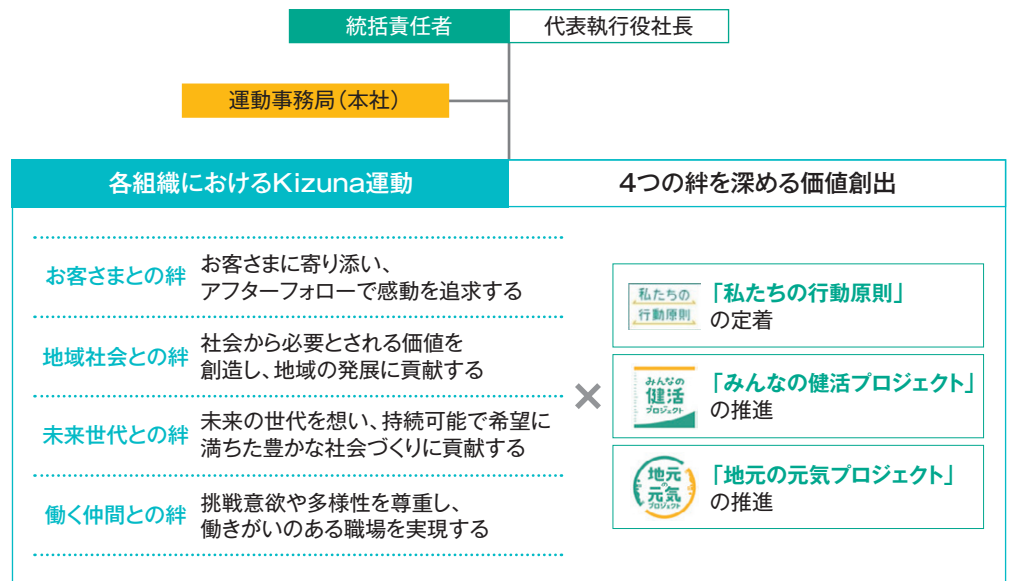 統括責任者
代表執行役社長
運動事務局（本社）
各組織におけるKizuna運動
4つの絆を深める価値創出
お客さまとの絆
お客さまに寄り添い、
アフターフォローで感動を追求する
地域社会との絆
社会から必要とされる価値を
創造し、地域の発展に貢献する
未来世代との絆
未来の世代を想い、持続可能で希望に
満ちた豊かな社会づくりに貢献する
働く仲間との絆
挑戦意欲や多様性を尊重し、
働きがいのある職場を実現する
×
私たちの
行動原則
「私たちの行動原則」
の定着
みんなの
健活
プロジェクト
「みんなの健活プロジェクト」
の推進
地元
の
元気
プロジェクト
「地元の元気プロジェクト」
の推進